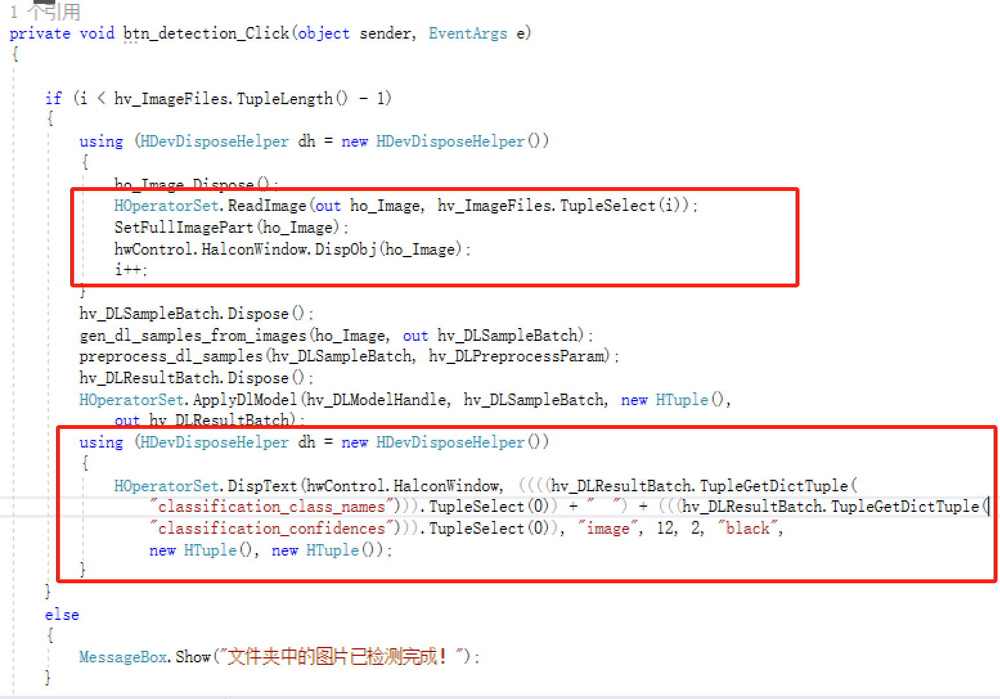 1 个引用
private void btn_detection_Click(object sender, EventArgs e)
{
if (i < hv_ImageFiles.TupleLength() - 1)
{
using (HDevDisposeHelper dh = new HDevDisposeHelper())
{
ho_Image.Dispose();
HOperatorSet.ReadImage(out ho_Image, hv_ImageFiles.TupleSelect(i));
SetFullImagePart(ho_Image);
hwControl.HalconWindow.DispObj(ho_Image);
i++;
}
hv_DLSampleBatch.Dispose();
gen_dl_samples_from_images(ho_Image, out hv_DLSampleBatch);
preprocess_dl_samples(hv_DLSampleBatch, hv_DLPreprocessParam);
hv_DLResultBatch.Dispose();
HOperatorSet.ApplyDlModel(hv_DLModelHandle, hv_DLSampleBatch, new HTuple(),
out hv_DLResultBatch);
using (HDevDisposeHelper dh = new HDevDisposeHelper())
{
HOperatorSet.DispText(hwControl.HalconWindow, ((((hv_DLResultBatch.TupleGetDictTuple(
"classification_class_names"))).TupleSelect(0)) + "  ") + (((hv_DLResultBatch.TupleGetDictTuple(
"classification_confidences"))).TupleSelect(0)), "image", 12, 2, "black",
new HTuple(), new HTuple());
}
}
else
{
MessageBox.Show("文件夹中的图片已检测完成！");
}